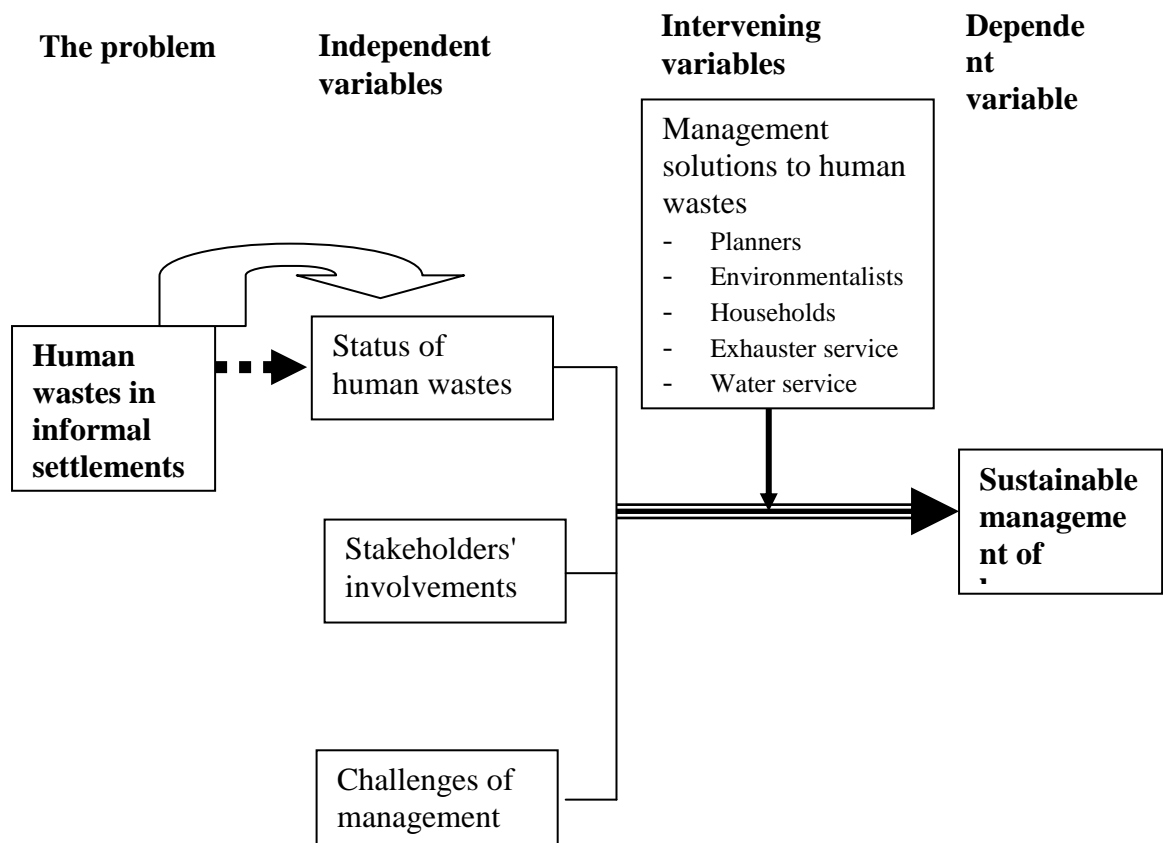 The problem
Independent
variables
Intervening
variables
Depende
nt
variable
Management
solutions to human
wastes
- Planners
- Environmentalists
- Households
- Exhauster service
- Water service
Human
wastes in
informal
settlements
Status of
human wastes
Stakeholders'
involvements
Challenges of
management
Sustainable
manageme
nt of